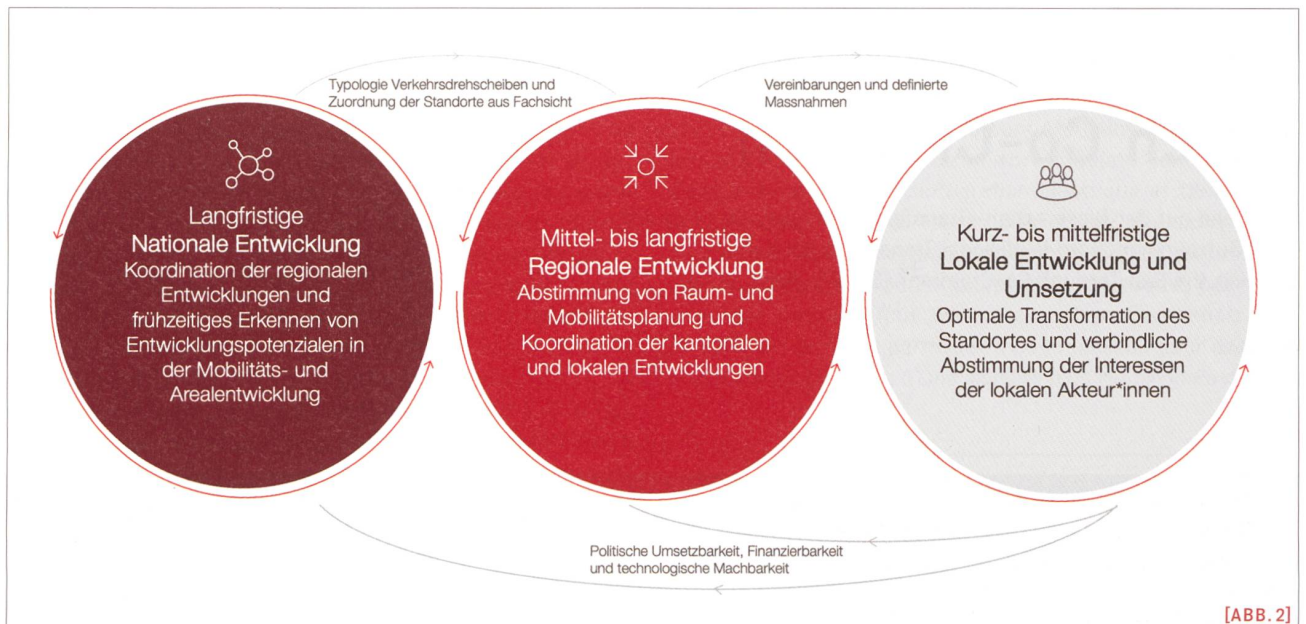 Typologie Verkehrsdrehscheiben und
Zuordnung der Standorte aus Fachsicht
Vereinbarungen und definierte
Massnahmen
Langfristige
Nationale Entwicklung
Koordination der regionalen
Entwicklungen und
frühzeitiges Erkennen von
Entwicklungspotenzialen in
der Mobilitäts- und
Arealentwicklung
Mittel- bis langfristige
Regionale Entwicklung
Abstimmung von Raum- und
Mobilitätsplanung und
Koordination der kantonalen
und lokalen Entwicklungen
Kurz- bis mittelfristige
Lokale Entwicklung und
Umsetzung
Optimale Transformation des
Standortes und verbindliche
Abstimmung der Interessen
der lokalen Akteur*innen
Politische Umsetzbarkeit, Finanzierbarkeit
und technologische Machbarkeit
[ABB. 2]